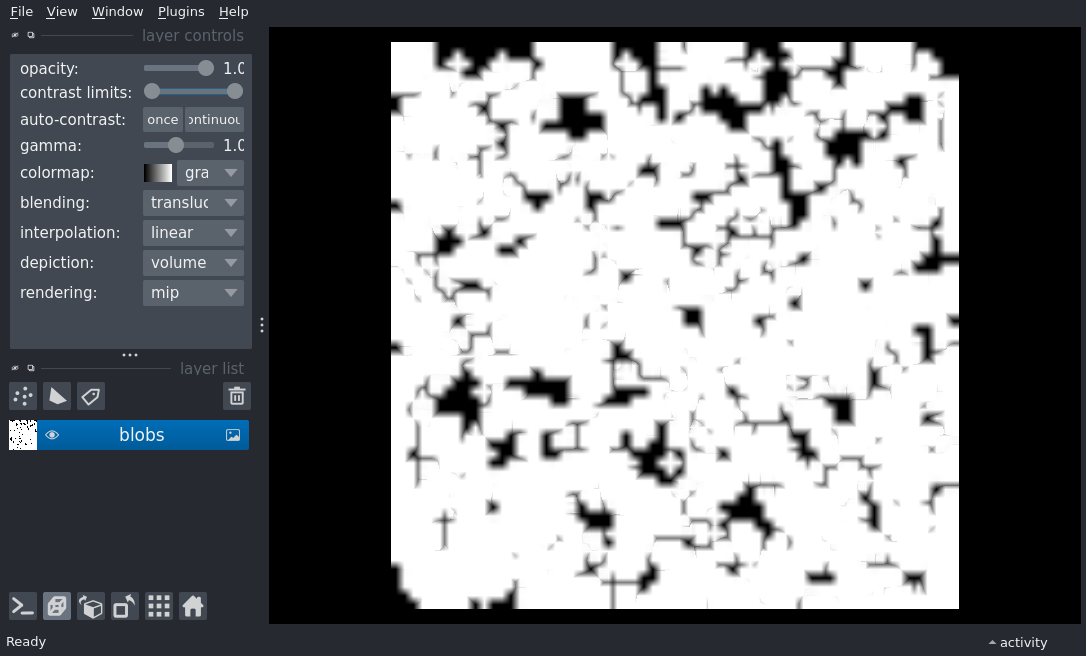 File View Window Plugins Help
layer controls
opacity: 1.0
contrast limits:
auto-contrast: once ontinuou
gamma: 1.0
colormap: gra
blending: transluc
interpolation: linear
depiction: volume
rendering: mip
layer list
blobs
Ready
activity